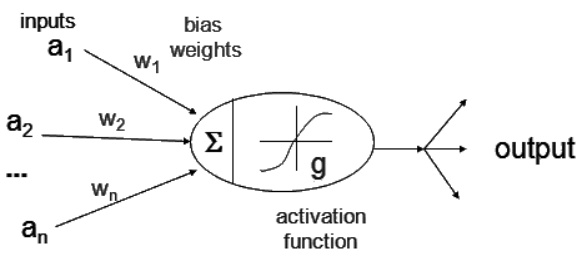 inputs
bias
weights
a1
w1
a2
w2
...
wn
an
Σ
g
output
activation
function